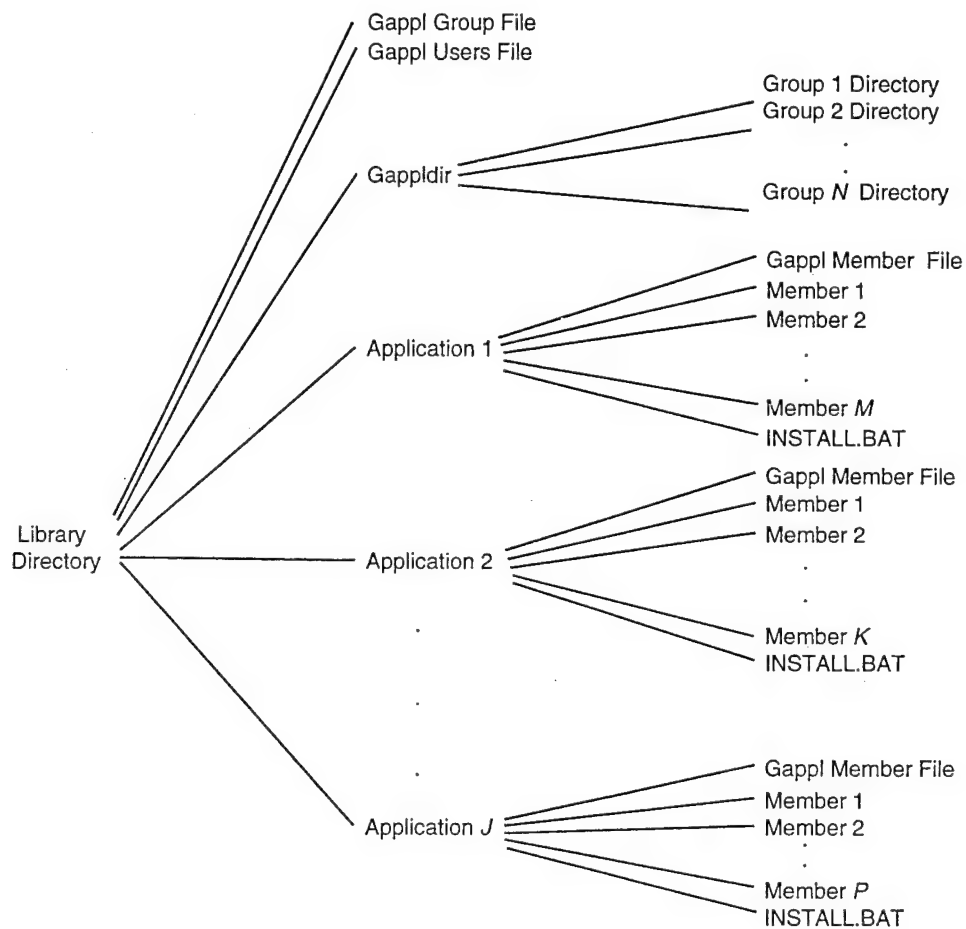 Gappl Group File
Gappl Users File
Group 1 Directory
Group 2 Directory
Gappldir
Group N Directory
Gappl Member File
Member 1
Member 2
Application 1
Member M
INSTALL.BAT
Gappl Member File
Member 1
Library
Directory
Application 2
Member 2
Member K
INSTALL.BAT
Gappl Member File
Member 1
Application J
Member 2
Member P
INSTALL.BAT